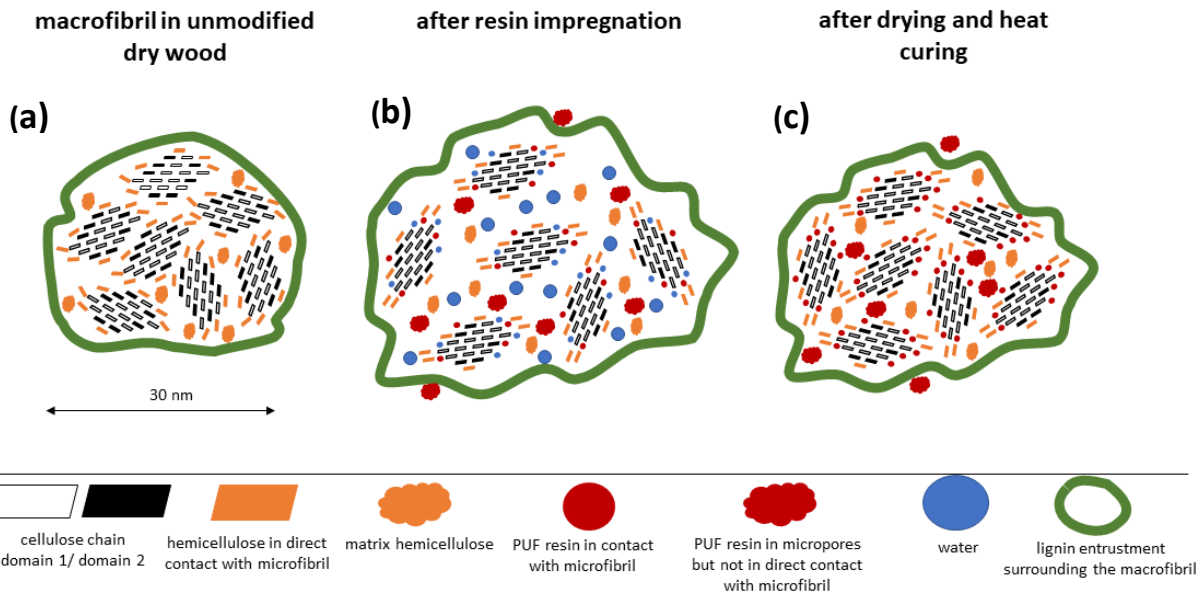 macrofibril in unmodified
dry wood
after resin impregnation
after drying and heat
curing
(a)
(b)
(c)
30 nm
cellulose chain
domain 1/ domain 2
hemicellulose in direct
contact with microfibril
matrix hemicellulose
PUF resin in contact
with microfibril
PUF resin in micropores
but not in direct contact
with microfibril
water
lignin entrustment
surrounding the macrofibril